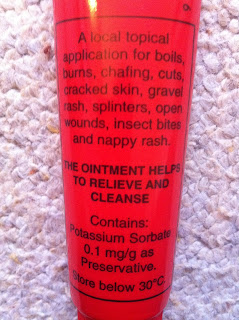 A local topical
application for boils,
burns, chafing, cuts,
cracked skin, gravel
rash, splinters, open
wounds, insect bites
and nappy rash.
THE OINTMENT HELPS
TO RELIEVE AND
CLEANSE
Contains:
Potassium Sorbate
0.1 mg/g as
Preservative.
Store below 30°C